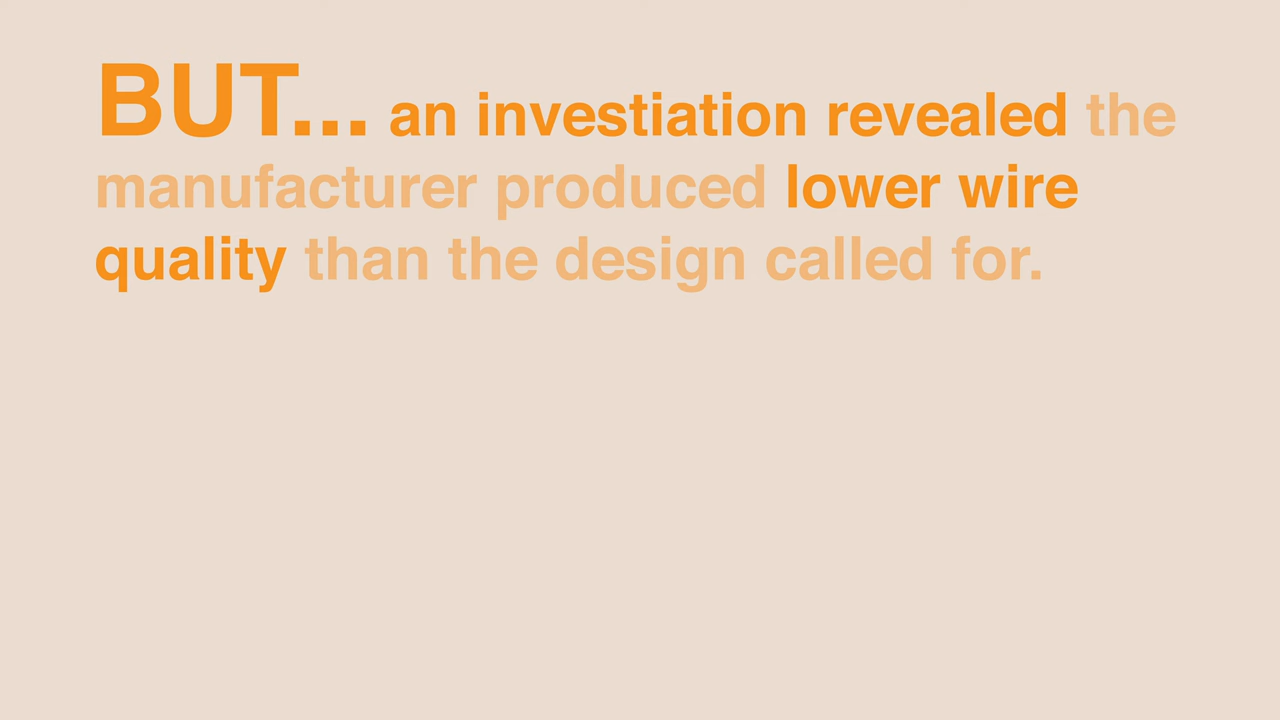 BUT... an investiation revealed the
manufacturer produced lower wire
quality than the design called for.